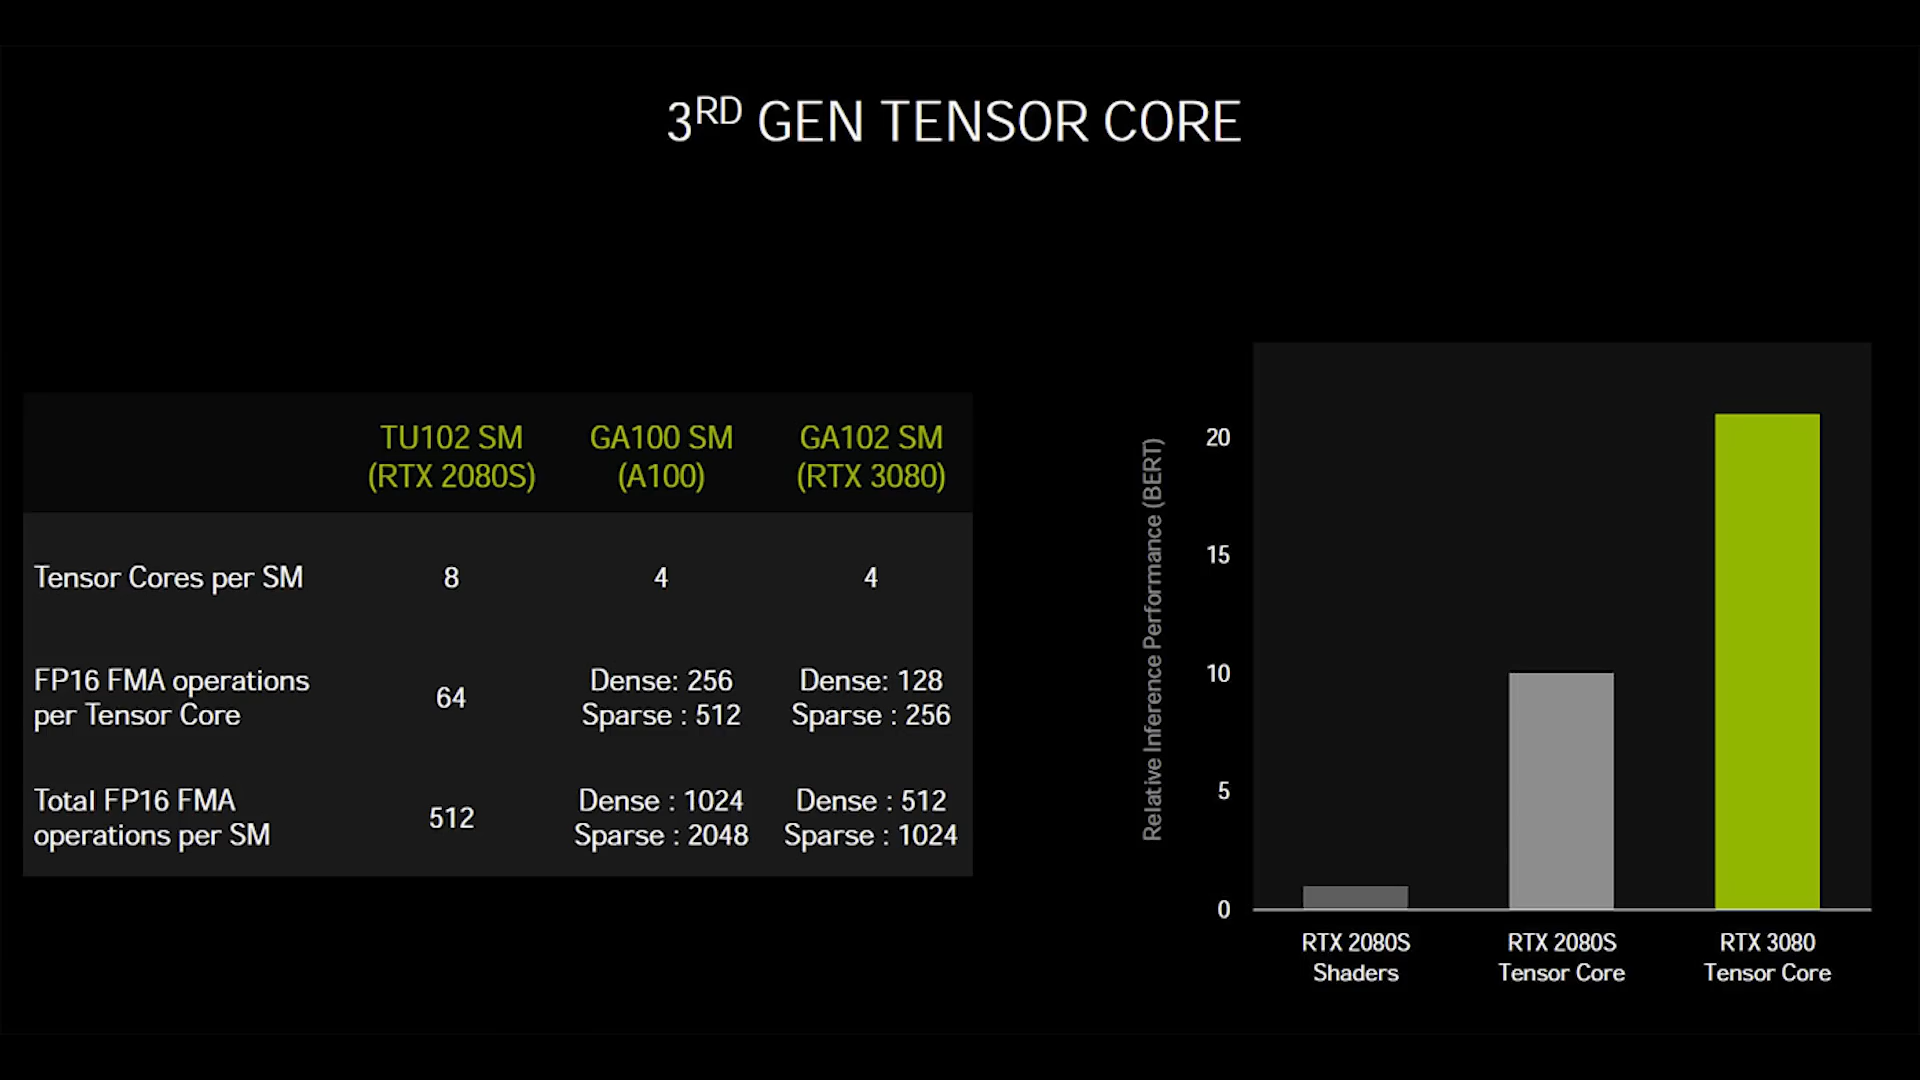 3RD GEN TENSOR CORE
TU102 SM GA100 SM GA102 SM
(RTX 2080S) (A100) (RTX 3080)
Tensor Cores per SM 8 4 4
FP16 FMA operations
per Tensor Core
64
Dense: 256
Sparse : 512
Dense: 128
Sparse : 256
Total FP16 FMA
operations per SM
512
Dense : 1024
Sparse : 2048
Dense : 512
Sparse : 1024
Relative Inference Performance (BERT)
20
15
10
5
0
RTX 2080S
Shaders
RTX 2080S
Tensor Core
RTX 3080
Tensor Core